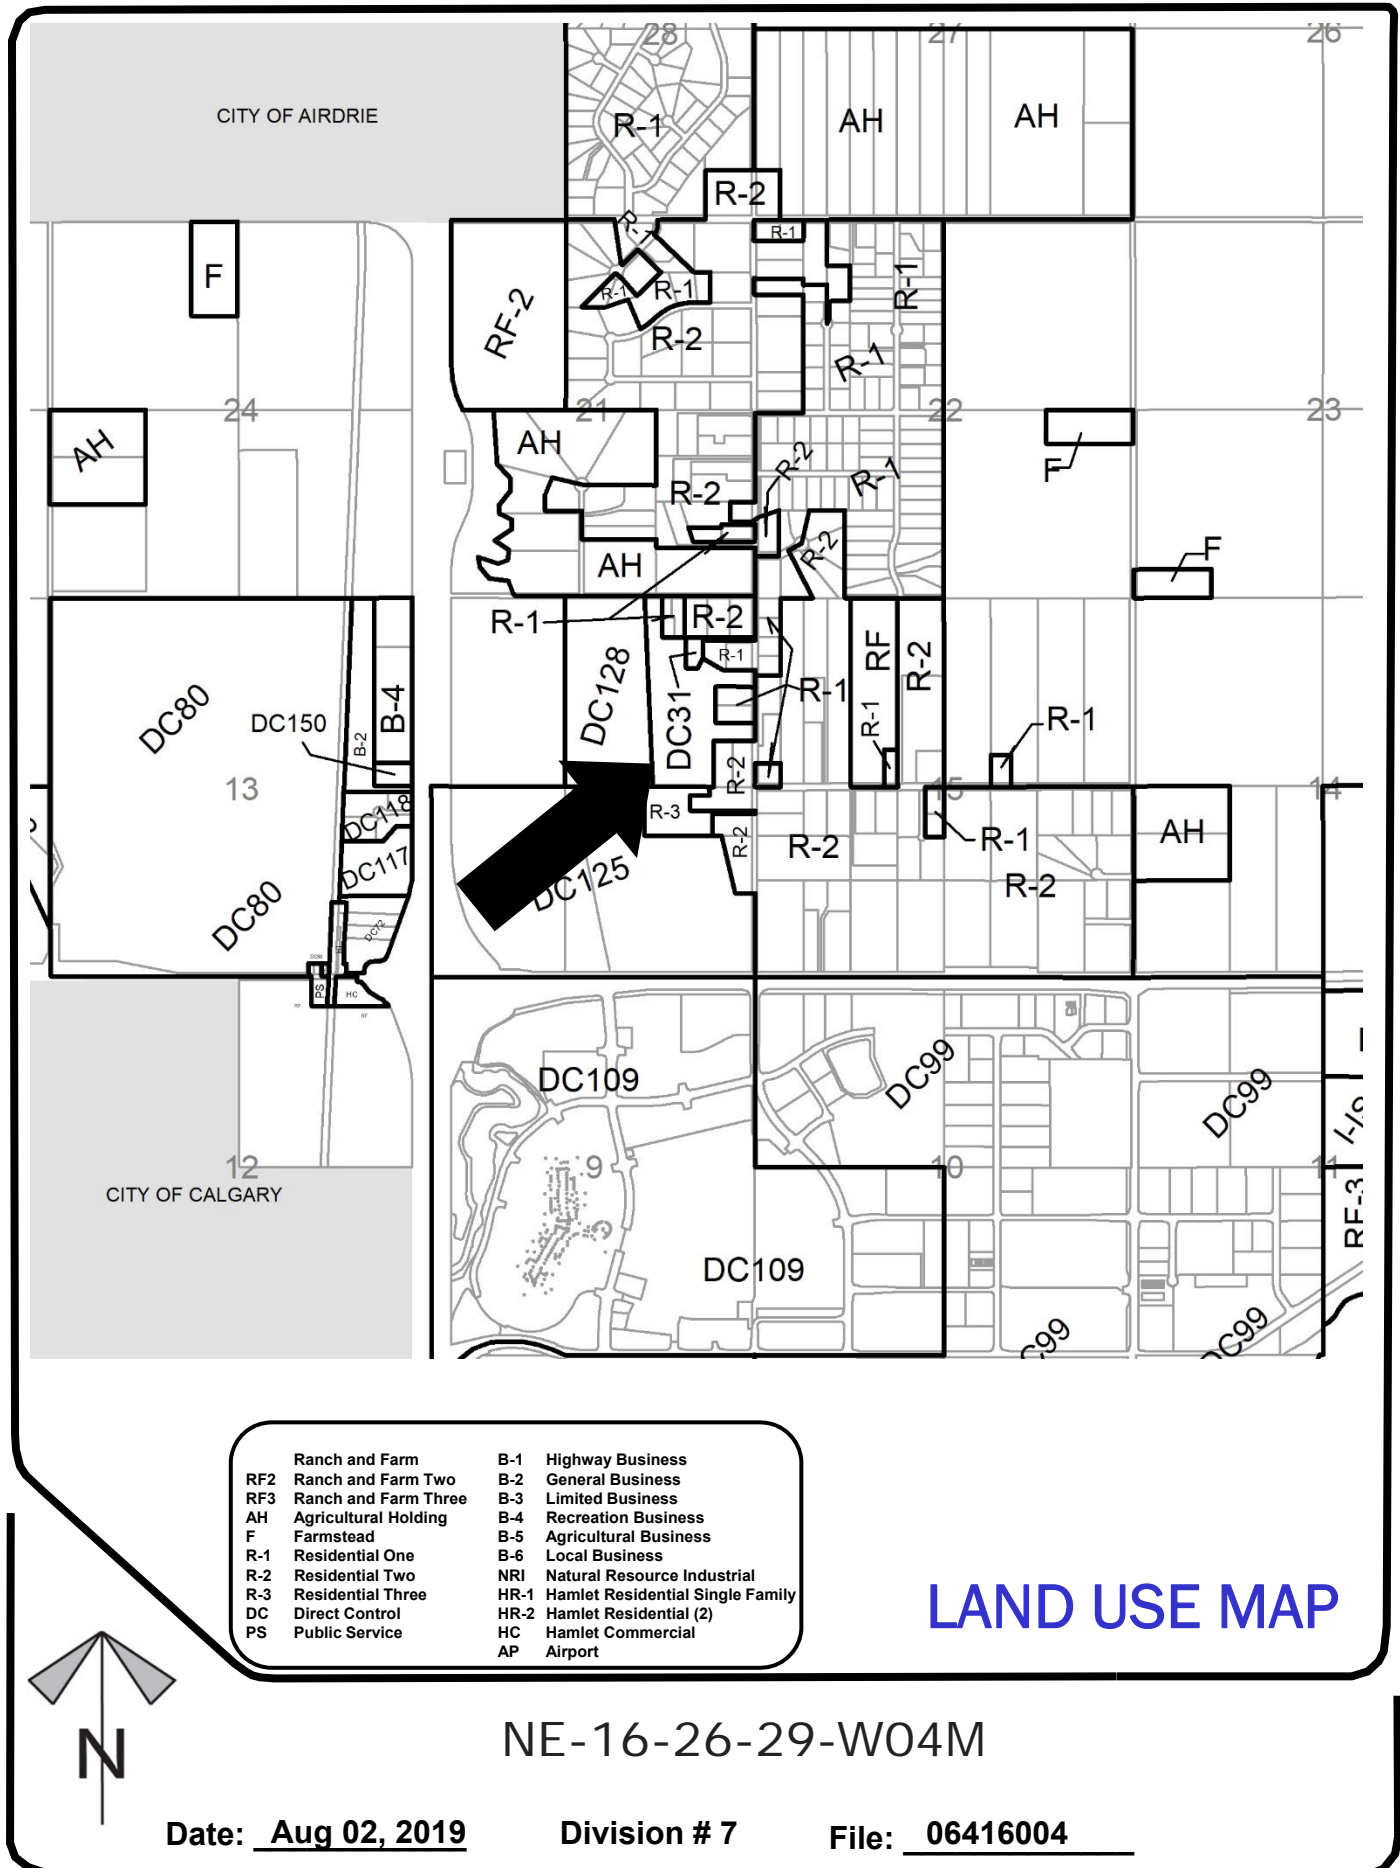 28
27
26
CITY OF AIRDRIE
R-1
AH
AH
R-2
R-1
R-1
F
R-1
R-1
R-1
RF-2
R-2
R-1
24
21
22
23
AH
AH
R-2
R-2
R-1
F
R-2
F
AH
R-1
R-2
RF
R-2
R-1
DC128
DC31
R-1
R-1
R-1
DC80
DC150
B-2
B-4
R-2
13
15
14
DC118
R-3
R-2
R-2
R-1
AH
DC117
DC125
R-2
DC80
DC72
PS
HC
DC109
DC99
DC99
12
9
10
11
CITY OF CALGARY
RF-3
DC109
DC99
Ranch and Farm B-1 Highway Business
RF2 Ranch and Farm Two B-2 General Business
RF3 Ranch and Farm Three B-3 Limited Business
AH Agricultural Holding B-4 Recreation Business
F Farmstead B-5 Agricultural Business
R-1 Residential One B-6 Local Business
R-2 Residential Two NRI Natural Resource Industrial
R-3 Residential Three HR-1 Hamlet Residential Single Family
DC Direct Control HR-2 Hamlet Residential (2)
PS Public Service HC Hamlet Commercial
AP Airport
LAND USE MAP
N
NE-16-26-29-W04M
Date: Aug 02, 2019 Division # 7 File: 06416004